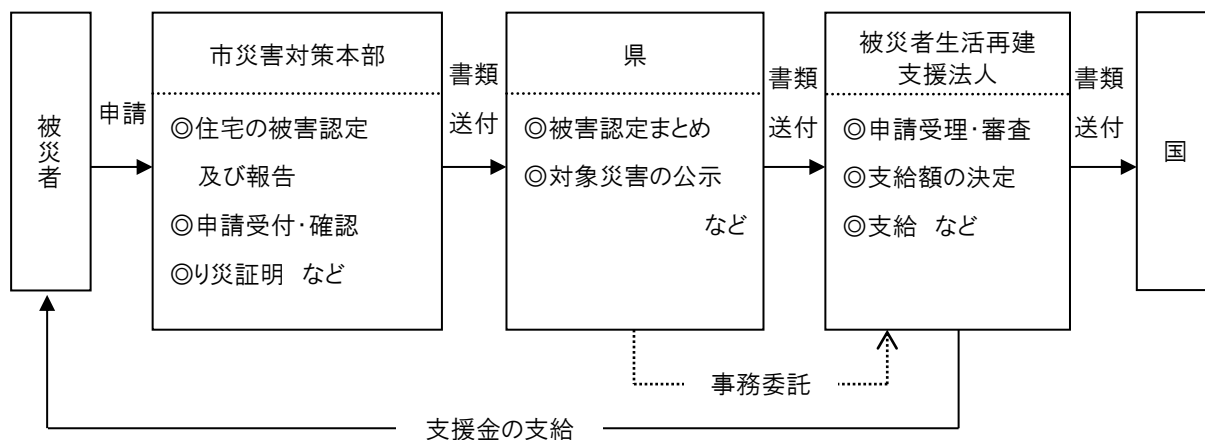 被災者
申請
市災害対策本部
◎住宅の被害認定
及び報告
◎申請受付・確認
◎り災証明 など
書類
送付
県
◎被害認定まとめ
◎対象災害の公示
など
書類
送付
被災者生活再建
支援法人
◎申請受理・審査
◎支給額の決定
◎支給 など
書類
送付
国
事務委託
支援金の支給